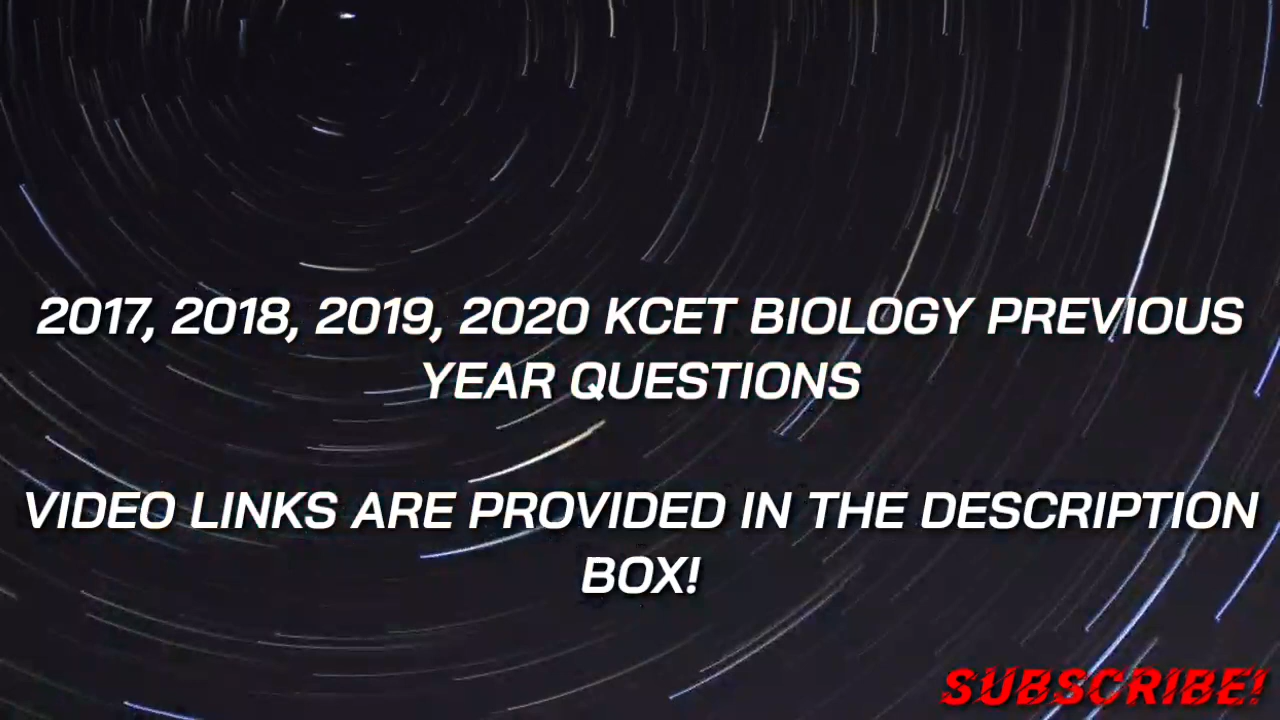 2017, 2018, 2019, 2020 KCET BIOLOGY PREVIOUS
YEAR QUESTIONS
VIDEO LINKS ARE PROVIDED IN THE DESCRIPTION
BOX!
SUBSCRIBE!